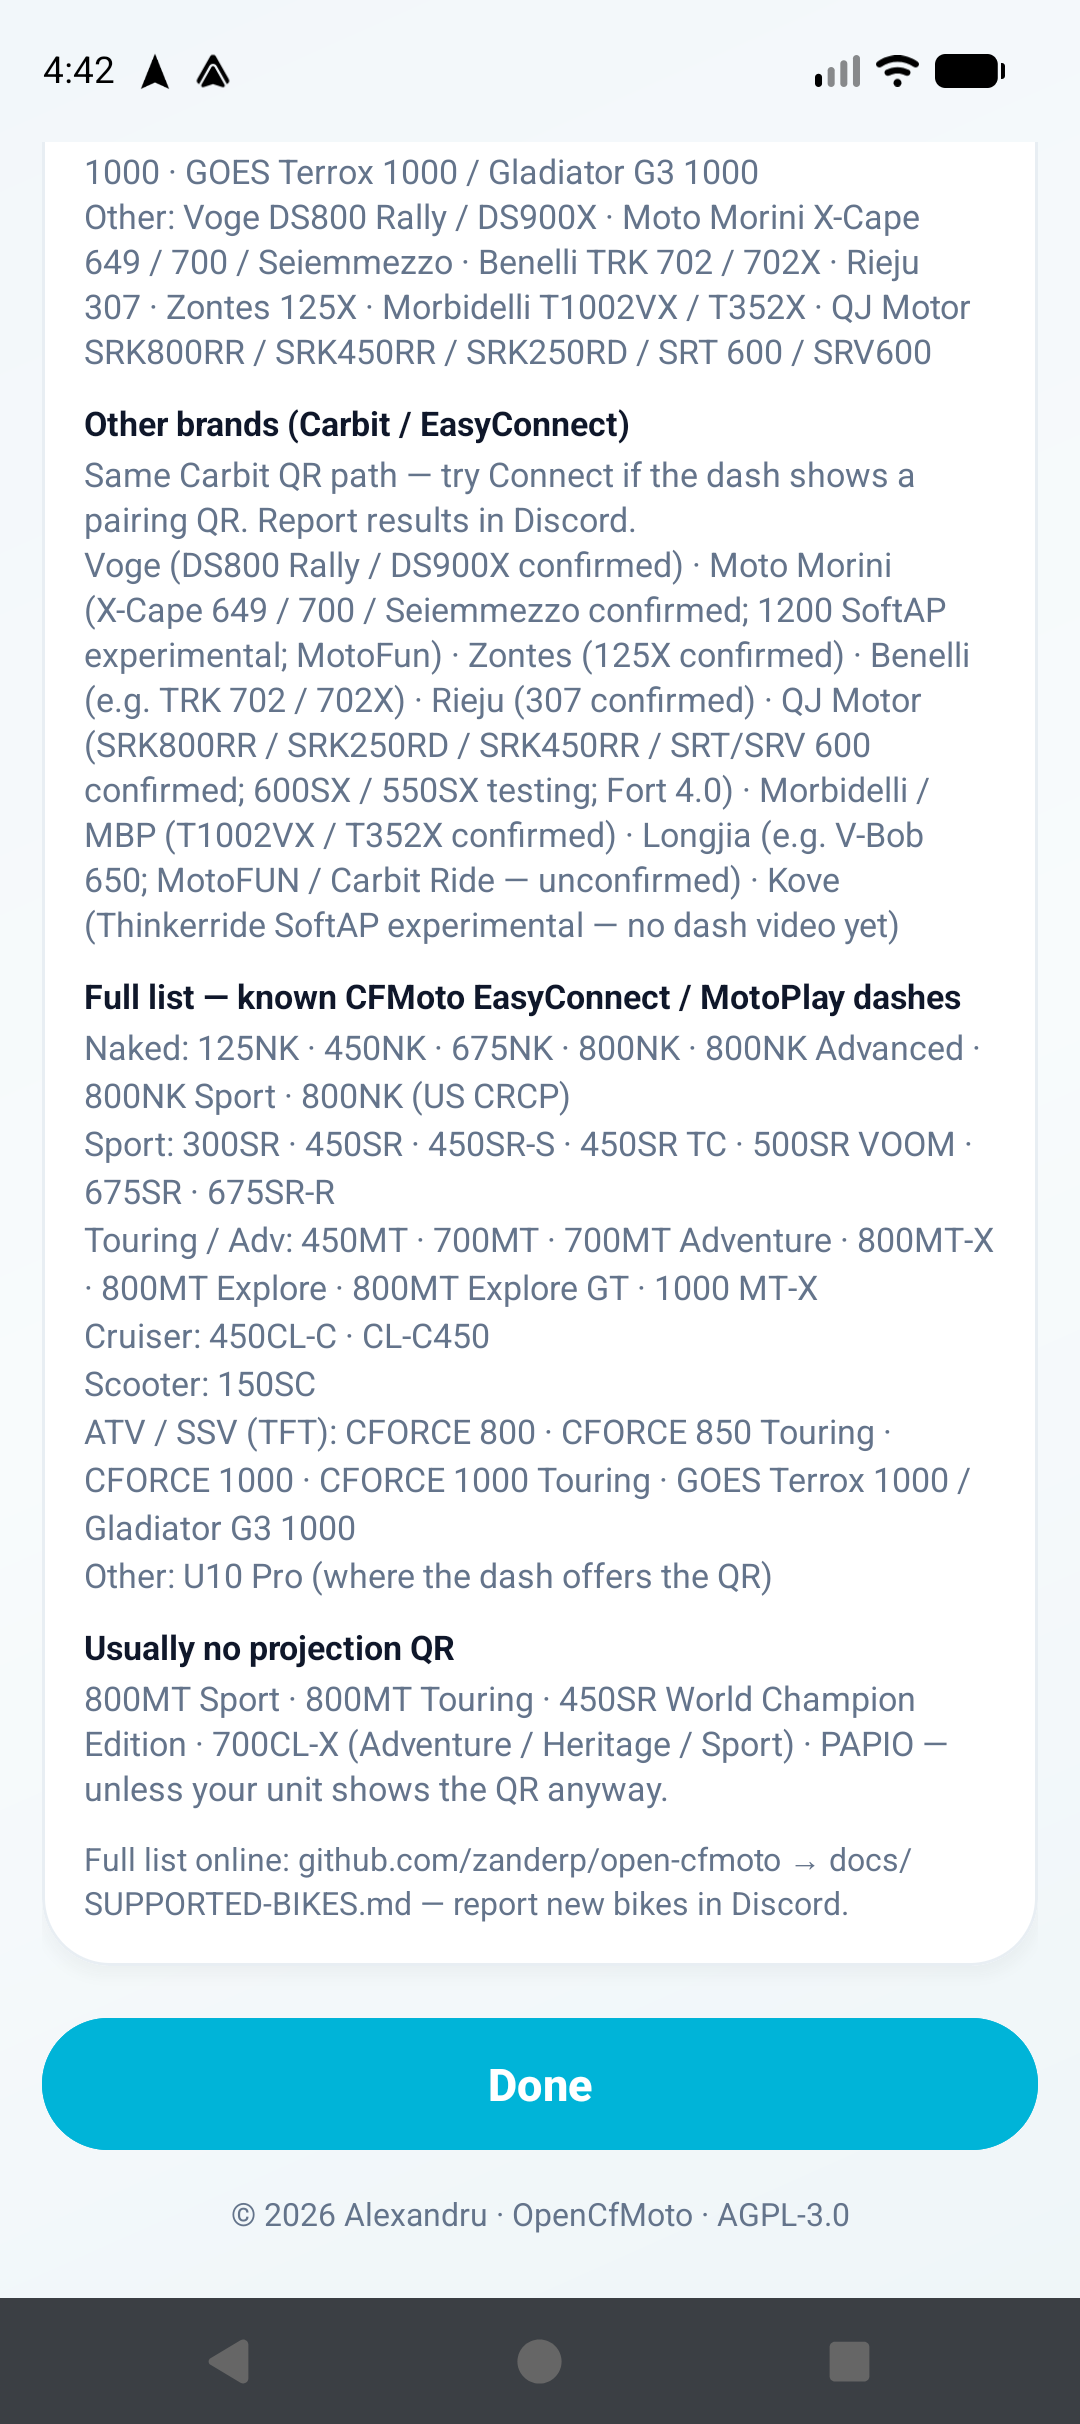 4:42
1000 · GOES Terrox 1000 / Gladiator G3 1000
Other: Voge DS800 Rally / DS900X · Moto Morini X-Cape
649 / 700 / Seiemmezzo · Benelli TRK 702 / 702X · Rieju
307 · Zontes 125X · Morbidelli T1002VX / T352X · QJ Motor
SRK800RR / SRK450RR / SRK250RD / SRT 600 / SRV600
Other brands (Carbit / EasyConnect)
Same Carbit QR path — try Connect if the dash shows a
pairing QR. Report results in Discord.
Voge (DS800 Rally / DS900X confirmed) · Moto Morini
(X-Cape 649 / 700 / Seiemmezzo confirmed; 1200 SoftAP
experimental; MotoFun) · Zontes (125X confirmed) · Benelli
(e.g. TRK 702 / 702X) · Rieju (307 confirmed) · QJ Motor
(SRK800RR / SRK250RD / SRK450RR / SRT/SRV 600
confirmed; 600SX / 550SX testing; Fort 4.0) · Morbidelli /
MBP (T1002VX / T352X confirmed) · Longjia (e.g. V-Bob
650; MotoFUN / Carbit Ride — unconfirmed) · Kove
(Thinkerride SoftAP experimental — no dash video yet)
Full list — known CFMoto EasyConnect / MotoPlay dashes
Naked: 125NK · 450NK · 675NK · 800NK · 800NK Advanced ·
800NK Sport · 800NK (US CRCP)
Sport: 300SR · 450SR · 450SR-S · 450SR TC · 500SR VOOM ·
675SR · 675SR-R
Touring / Adv: 450MT · 700MT · 700MT Adventure · 800MT-X
· 800MT Explore · 800MT Explore GT · 1000 MT-X
Cruiser: 450CL-C · CL-C450
Scooter: 150SC
ATV / SSV (TFT): CFORCE 800 · CFORCE 850 Touring ·
CFORCE 1000 · CFORCE 1000 Touring · GOES Terrox 1000 /
Gladiator G3 1000
Other: U10 Pro (where the dash offers the QR)
Usually no projection QR
800MT Sport · 800MT Touring · 450SR World Champion
Edition · 700CL-X (Adventure / Heritage / Sport) · PAPIO —
unless your unit shows the QR anyway.
Full list online: github.com/zanderp/open-cfmoto → docs/
SUPPORTED-BIKES.md — report new bikes in Discord.
Done
© 2026 Alexandru · OpenCfMoto · AGPL-3.0